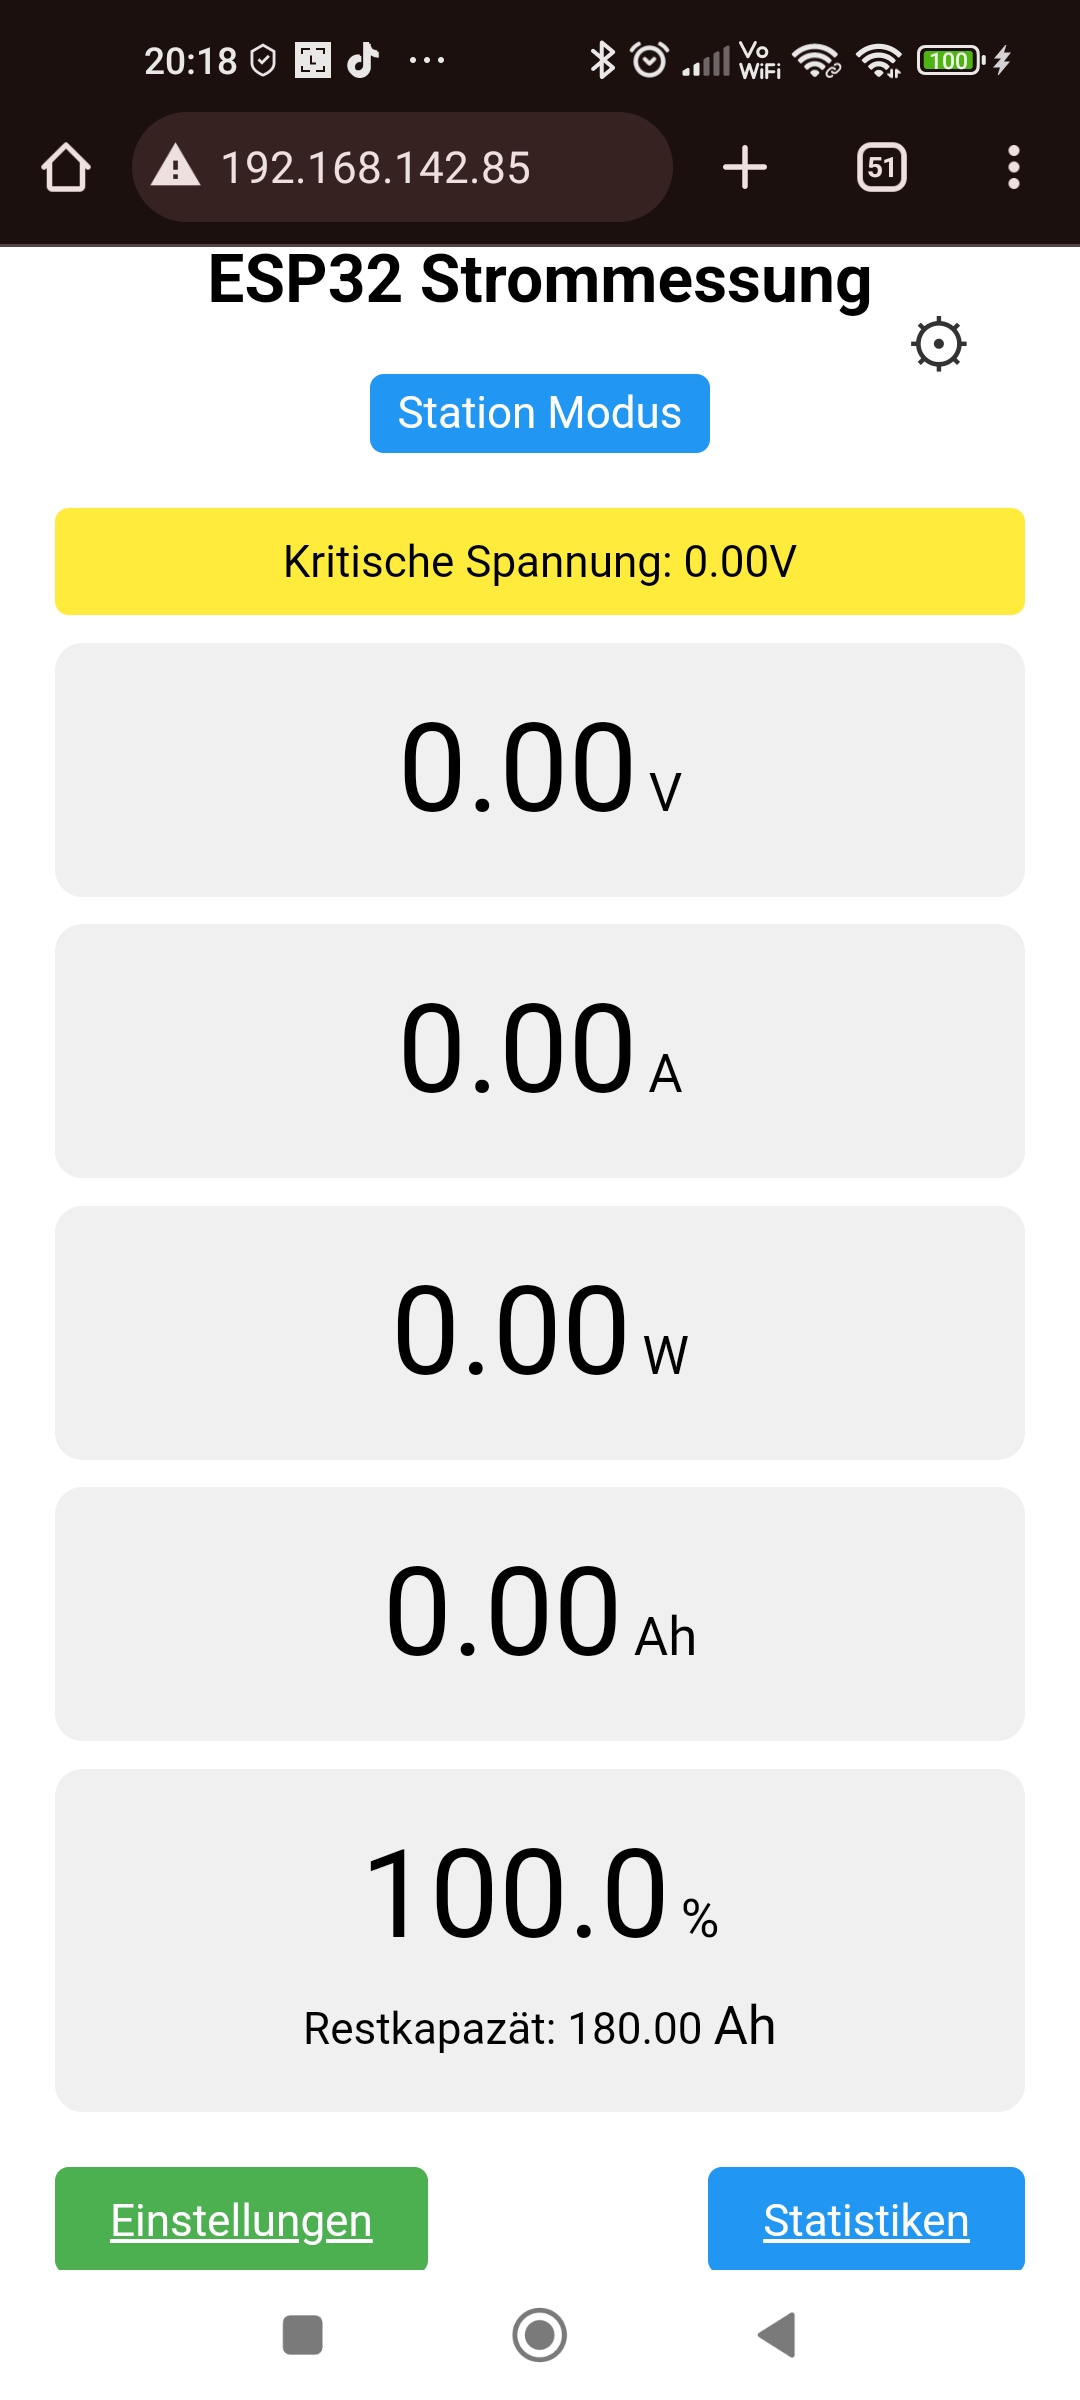 20:18
Vo
WiFi
100
192.168.142.85
51
ESP32 Strommessung
Station Modus
Kritische Spannung: 0.00V
0.00 V
0.00 A
0.00 W
0.00 Ah
100.0 %
Restkapazät: 180.00 Ah
Einstellungen
Statistiken